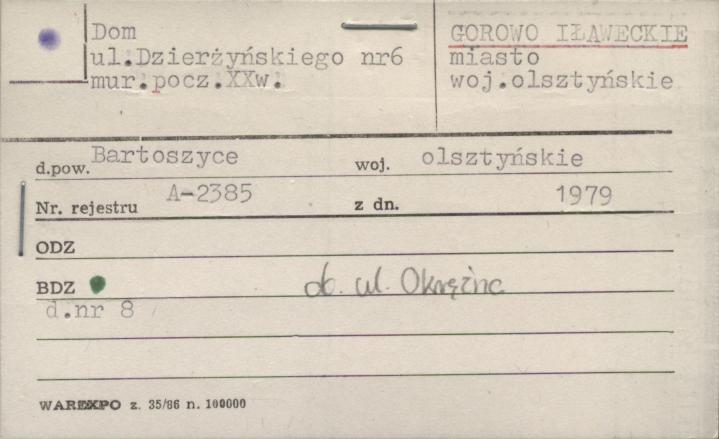 Dom
ul.Dzierżyńskiego nr6
mur.pocz.XXw.
GOROWO IŁAWECKIE
miasto
woj.olsztyńskie
d.pow. Bartoszyce woj. olsztyńskie
Nr. rejestru A-2385 z dn. 1979
ODZ
BDZ ob. ul. Okrężna
d.nr 8
WAREXPO z. 35/86 n. 100000